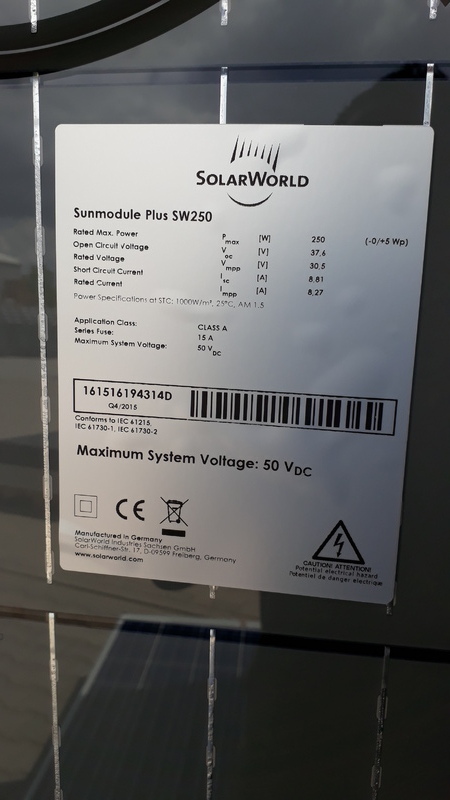 SOLARWORLD
Sunmodule Plus SW250
Rated Max. Power P max [W] 250 (-0/+5 Wp)
Open Circuit Voltage V oc [V] 37,6
Rated Voltage V mpp [V] 30,5
Short Circuit Current I sc [A] 8,81
Rated Current I mpp [A] 8,27
Power Specifications at STC: 1000W/m², 25°C, AM 1.5
Application Class: CLASS A
Series Fuse: 15 A
Maximum System Voltage: 50 V DC
161516194314D
Q4/2015
Conforms to IEC 61215,
IEC 61730-1, IEC 61730-2
Maximum System Voltage: 50 VDC
CE
Manufactured in Germany
SolarWorld Industries Sachsen GmbH
Carl-Schiffner-Str. 17, D-09599 Freiberg, Germany
www.solarworld.com
CAUTION! ATTENTION!
Potential electrical hazard
Potentiel de danger électrique